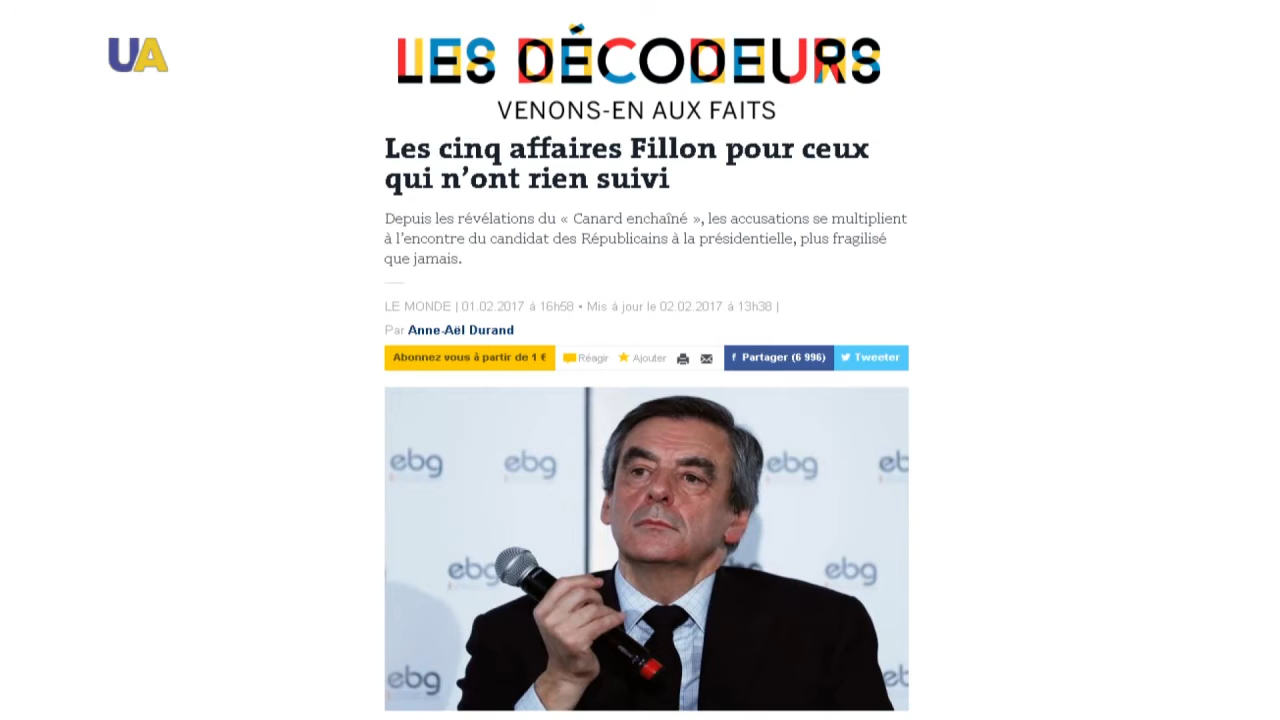 UA
LES DÉCODEURS
VENONS-EN AUX FAITS
Les cinq affaires Fillon pour ceux
qui n’ont rien suivi
Depuis les révélations du « Canard enchaîné », les accusations se multiplient
à l’encontre du candidat des Républicains à la présidentielle, plus fragilisé
que jamais.
LE MONDE | 01.02.2017 à 16h58 • Mis à jour le 02.02.2017 à 13h38 |
Par Anne-Aël Durand
Abonnez vous à partir de 1 € Réagir Ajouter f Partager (6 996) Tweeter
ebg ebg ebg eb
ebg ebg ebg
ebg eb